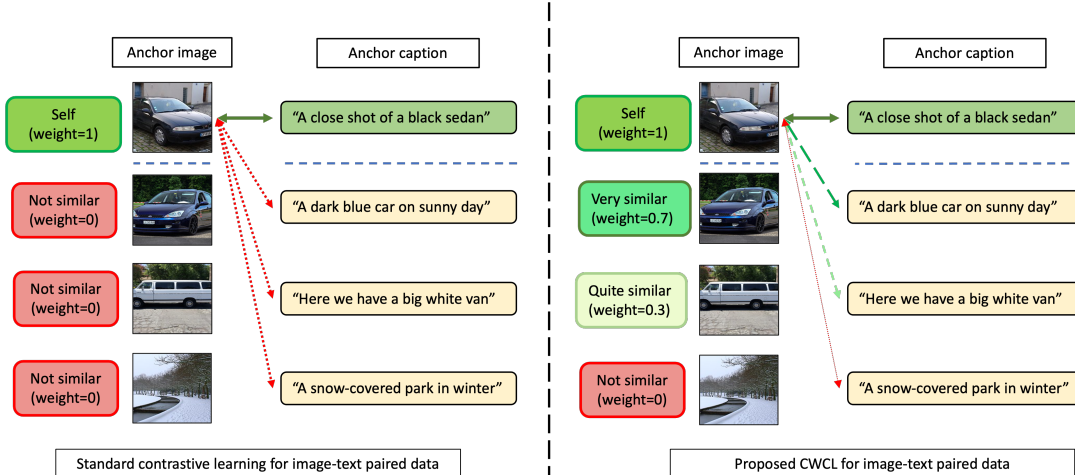 Anchor image
Anchor caption
Self
(weight=1)
“A close shot of a black sedan”
Not similar
(weight=0)
“A dark blue car on sunny day”
Not similar
(weight=0)
“Here we have a big white van”
Not similar
(weight=0)
“A snow-covered park in winter”
Standard contrastive learning for image-text paired data
Anchor image
Anchor caption
Self
(weight=1)
“A close shot of a black sedan”
Very similar
(weight=0.7)
“A dark blue car on sunny day”
Quite similar
(weight=0.3)
“Here we have a big white van”
Not similar
(weight=0)
“A snow-covered park in winter”
Proposed CWCL for image-text paired data